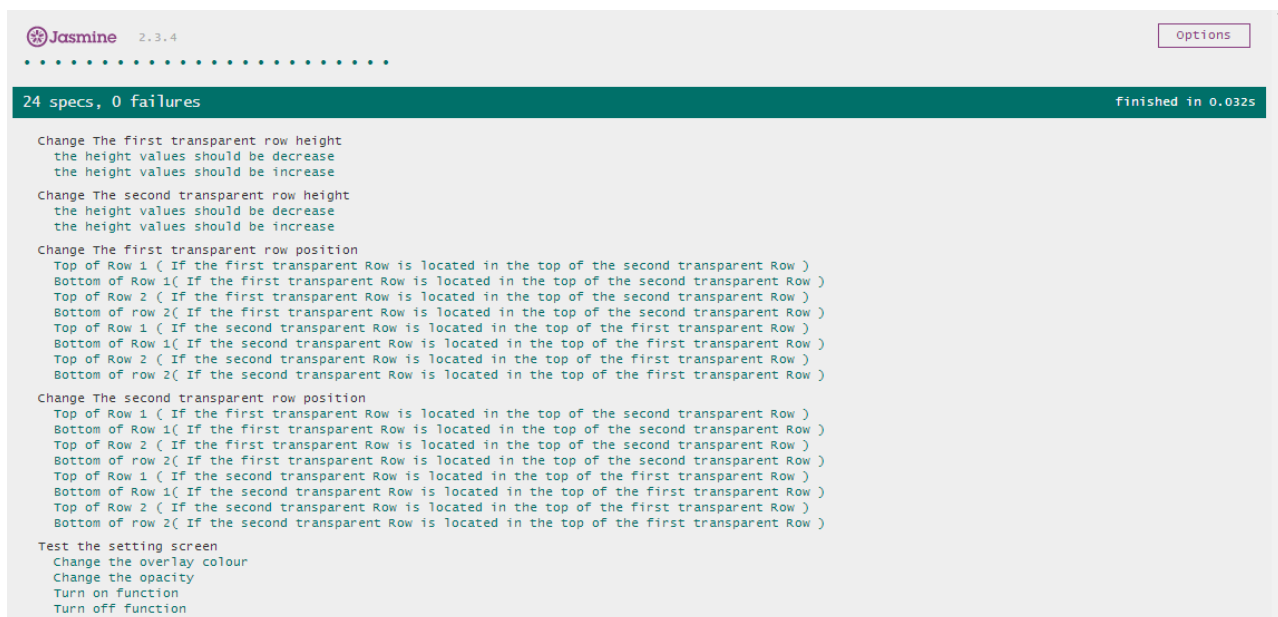 Jasmine 2.3.4
Options
24 specs, 0 failures
finished in 0.032s
Change The first transparent row height
the height values should be decrease
the height values should be increase
Change The second transparent row height
the height values should be decrease
the height values should be increase
Change The first transparent row position
Top of Row 1 ( If the first transparent Row is located in the top of the second transparent Row )
Bottom of Row 1( If the first transparent Row is located in the top of the second transparent Row )
Top of Row 2 ( If the first transparent Row is located in the top of the second transparent Row )
Bottom of row 2( If the first transparent Row is located in the top of the second transparent Row )
Top of Row 1 ( If the second transparent Row is located in the top of the first transparent Row )
Bottom of Row 1( If the second transparent Row is located in the top of the first transparent Row )
Top of Row 2 ( If the second transparent Row is located in the top of the first transparent Row )
Bottom of row 2( If the second transparent Row is located in the top of the first transparent Row )
Change The second transparent row position
Top of Row 1 ( If the first transparent Row is located in the top of the second transparent Row )
Bottom of Row 1( If the first transparent Row is located in the top of the second transparent Row )
Top of Row 2 ( If the first transparent Row is located in the top of the second transparent Row )
Bottom of row 2( If the first transparent Row is located in the top of the second transparent Row )
Top of Row 1 ( If the second transparent Row is located in the top of the first transparent Row )
Bottom of Row 1( If the second transparent Row is located in the top of the first transparent Row )
Top of Row 2 ( If the second transparent Row is located in the top of the first transparent Row )
Bottom of row 2( If the second transparent Row is located in the top of the first transparent Row )
Test the setting screen
Change the overlay colour
Change the opacity
Turn on function
Turn off function